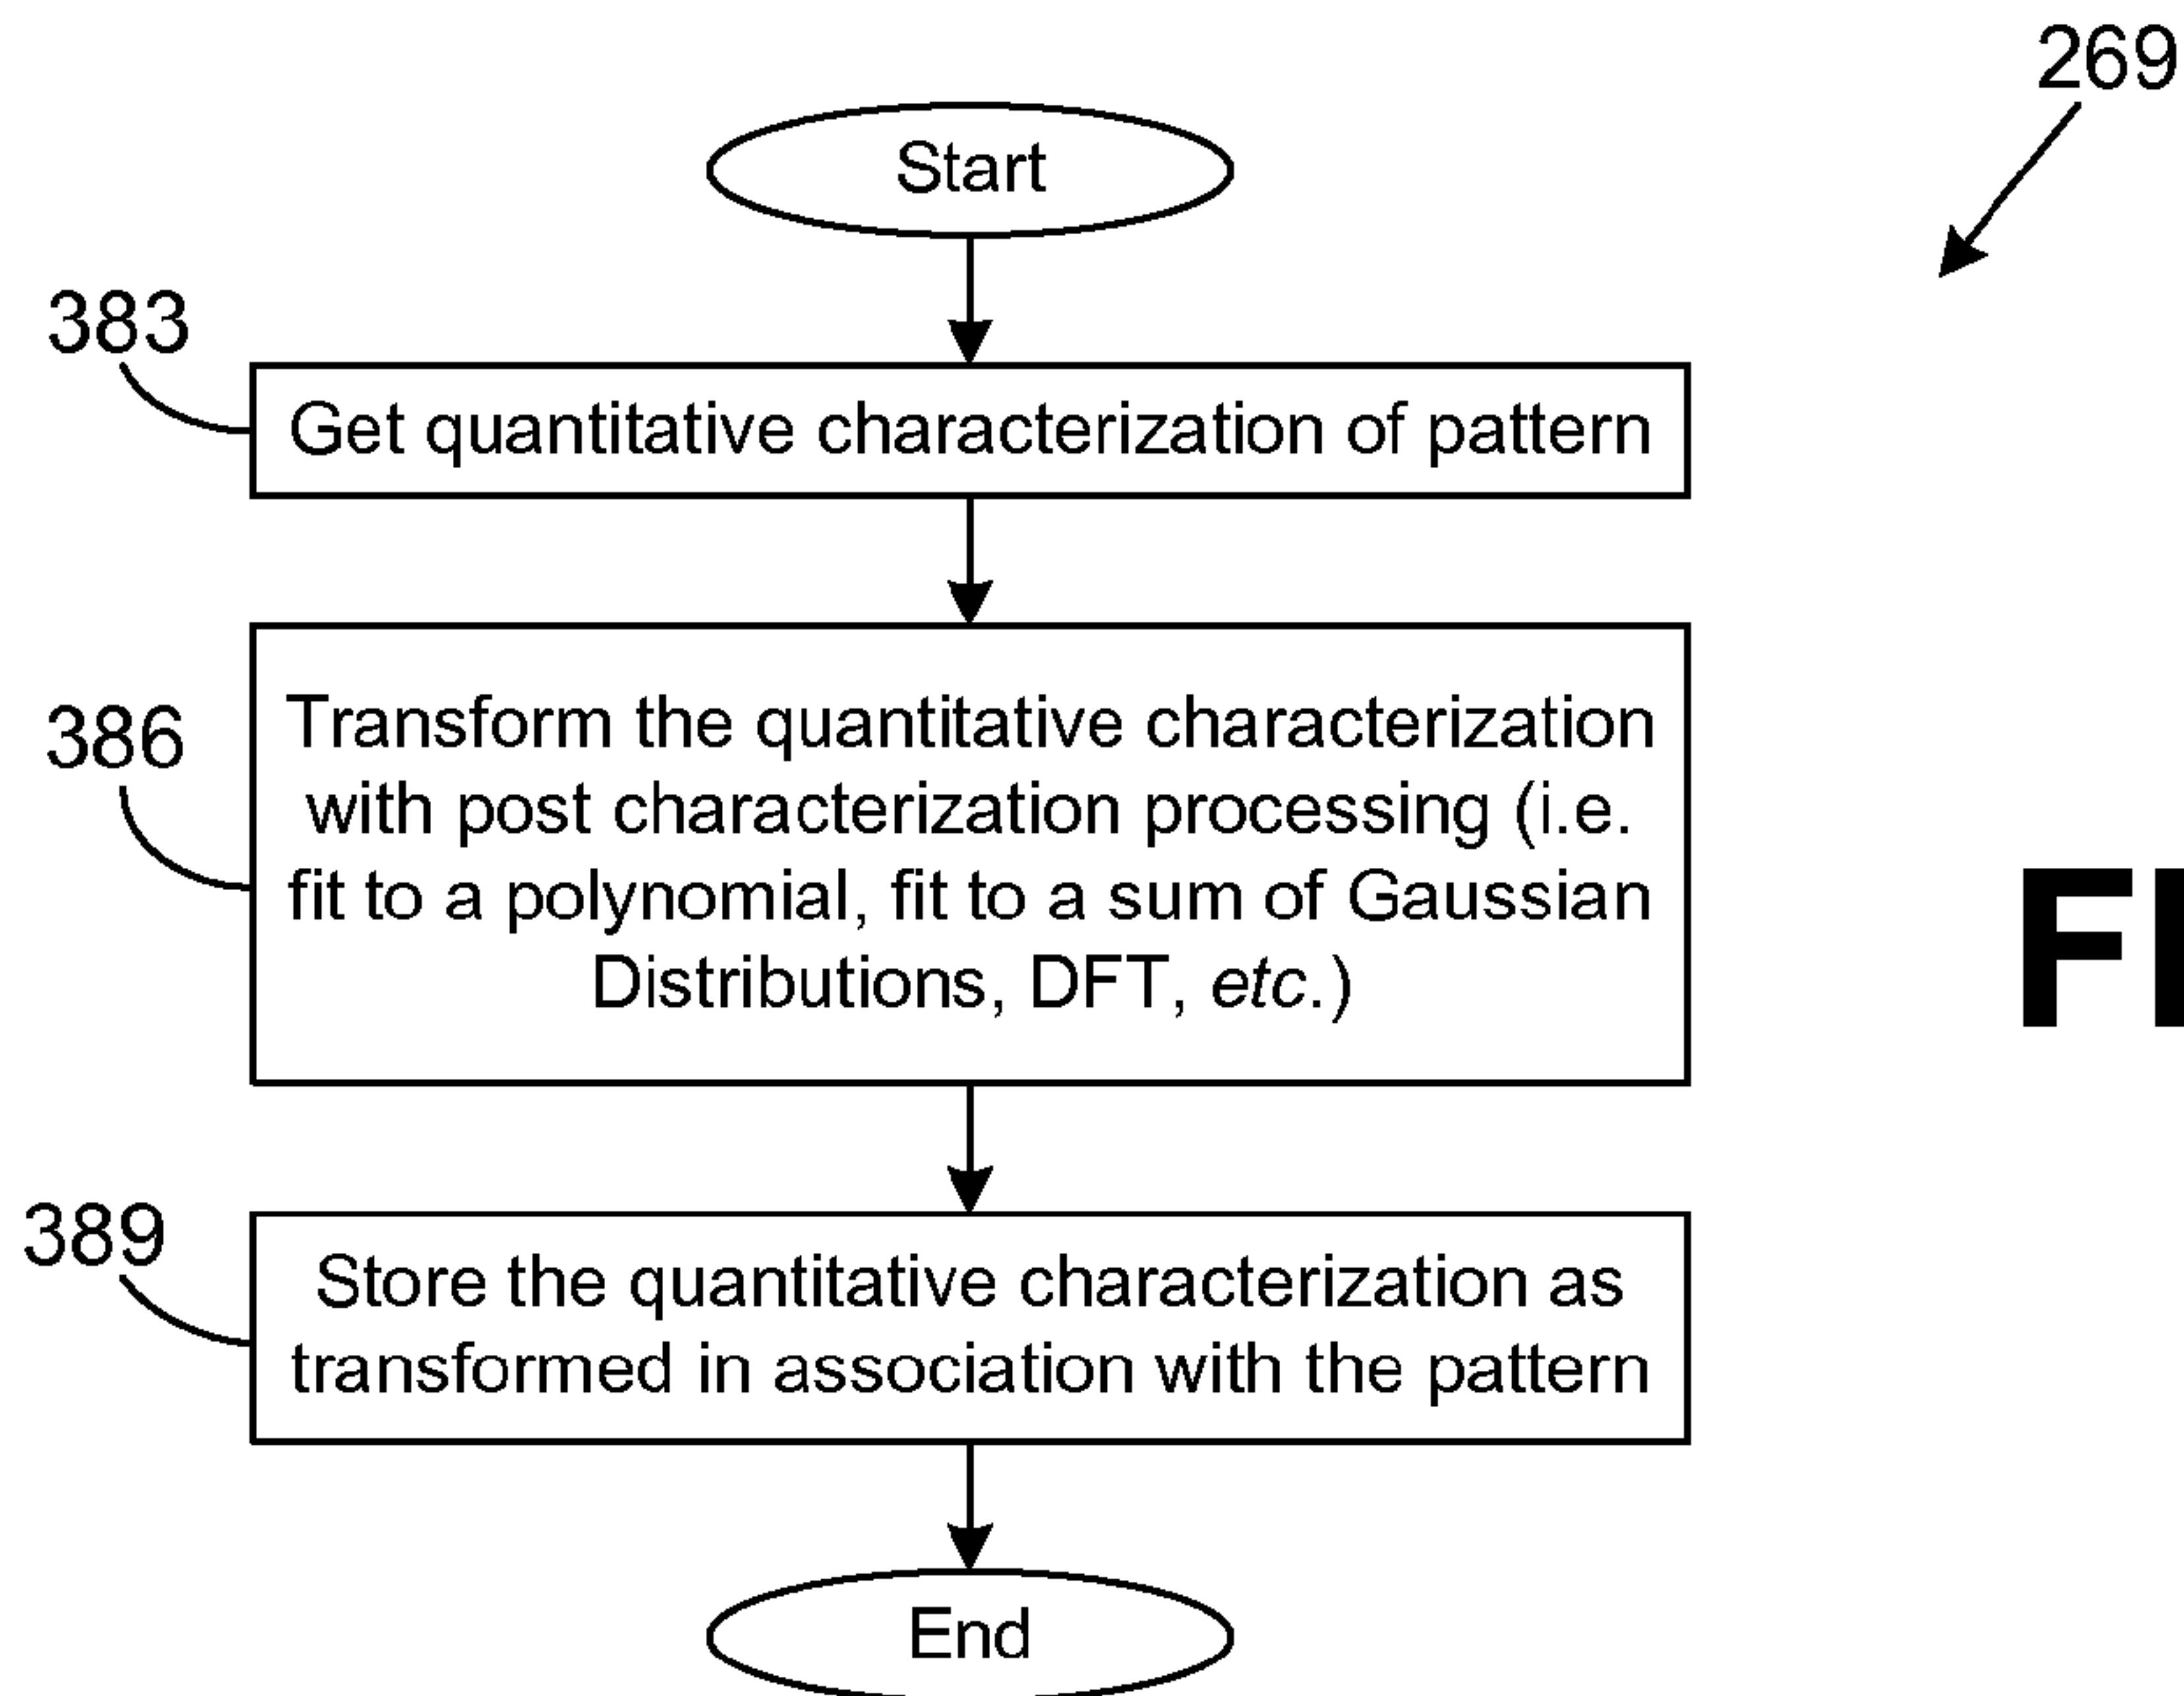 269
Start
383
Get quantitative characterization of pattern
386
Transform the quantitative characterization
with post characterization processing (i.e.
fit to a polynomial, fit to a sum of Gaussian
Distributions, DFT, etc.)
389
Store the quantitative characterization as
transformed in association with the pattern
End